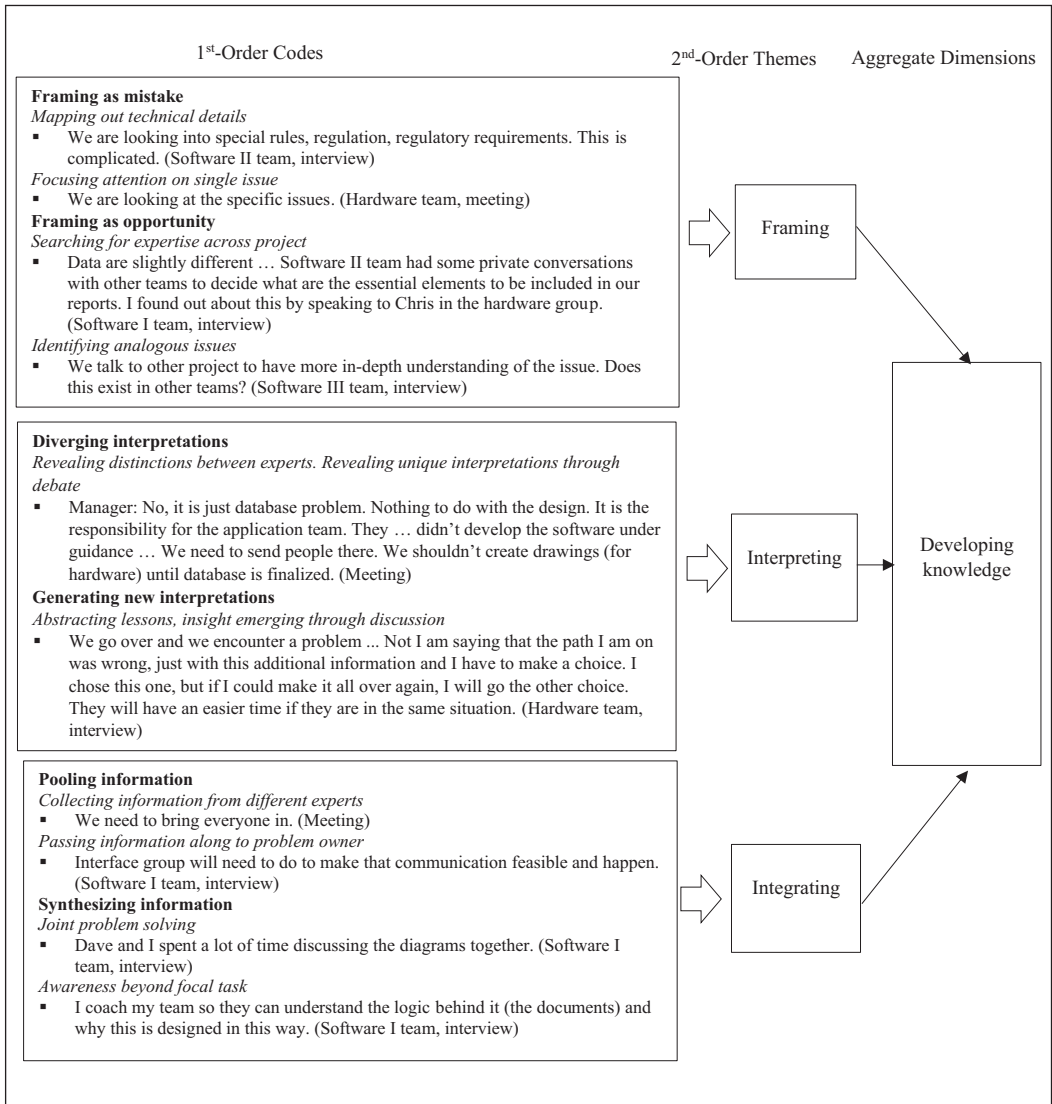 1st-Order Codes
2nd-Order Themes
Aggregate Dimensions
Framing as mistake
Mapping out technical details
▪ We are looking into special rules, regulation, regulatory requirements. This is
complicated. (Software II team, interview)
Focusing attention on single issue
▪ We are looking at the specific issues. (Hardware team, meeting)
Framing as opportunity
Searching for expertise across project
▪ Data are slightly different … Software II team had some private conversations
with other teams to decide what are the essential elements to be included in our
reports. I found out about this by speaking to Chris in the hardware group.
(Software I team, interview)
Identifying analogous issues
▪ We talk to other project to have more in-depth understanding of the issue. Does
this exist in other teams? (Software III team, interview)
Framing
Diverging interpretations
Revealing distinctions between experts. Revealing unique interpretations through
debate
▪ Manager: No, it is just database problem. Nothing to do with the design. It is the
responsibility for the application team. They … didn’t develop the software under
guidance … We need to send people there. We shouldn’t create drawings (for
hardware) until database is finalized. (Meeting)
Generating new interpretations
Abstracting lessons, insight emerging through discussion
▪ We go over and we encounter a problem ... Not I am saying that the path I am on
was wrong, just with this additional information and I have to make a choice. I
chose this one, but if I could make it all over again, I will go the other choice.
They will have an easier time if they are in the same situation. (Hardware team,
interview)
Interpreting
Developing
knowledge
Pooling information
Collecting information from different experts
▪ We need to bring everyone in. (Meeting)
Passing information along to problem owner
▪ Interface group will need to do to make that communication feasible and happen.
(Software I team, interview)
Synthesizing information
Joint problem solving
▪ Dave and I spent a lot of time discussing the diagrams together. (Software I
team, interview)
Awareness beyond focal task
▪ I coach my team so they can understand the logic behind it (the documents) and
why this is designed in this way. (Software I team, interview)
Integrating